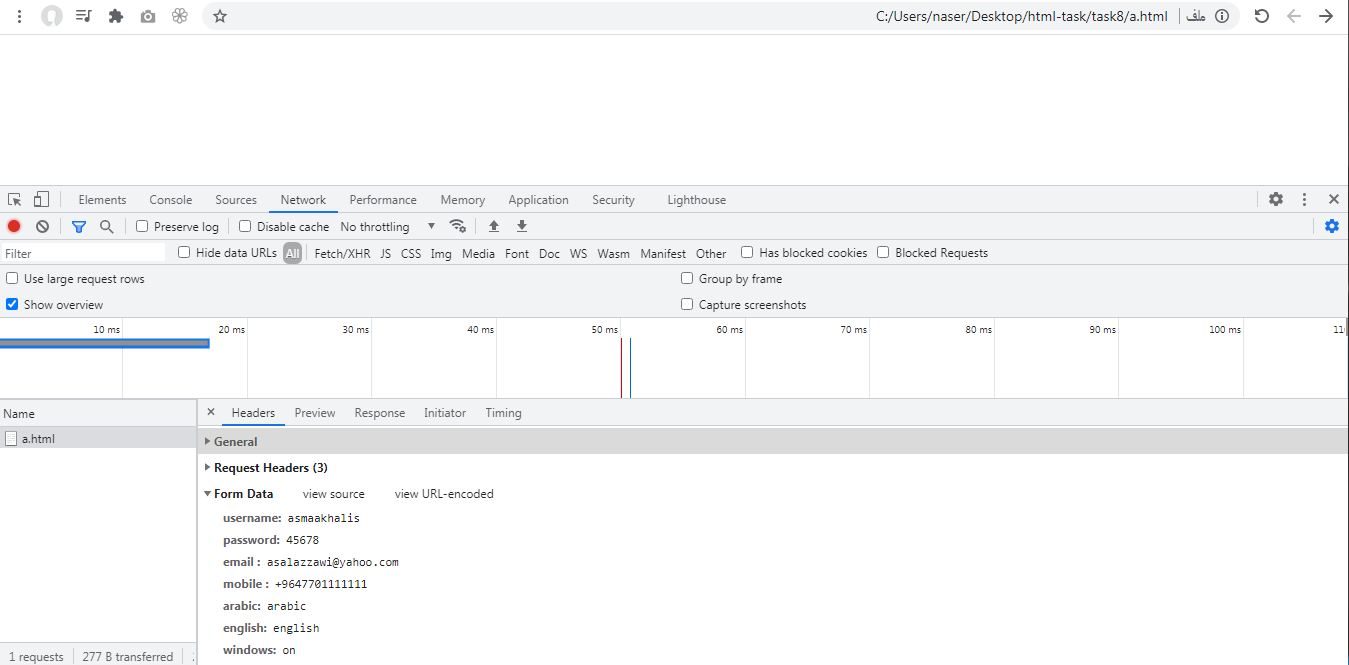 C:/Users/naser/Desktop/html-task/task8/a.html ملف
Elements Console Sources Network Performance Memory Application Security Lighthouse
Preserve log Disable cache No throttling
Filter Hide data URLs All Fetch/XHR JS CSS Img Media Font Doc WS Wasm Manifest Other Has blocked cookies Blocked Requests
Use large request rows Group by frame
Show overview Capture screenshots
10 ms 20 ms 30 ms 40 ms 50 ms 60 ms 70 ms 80 ms 90 ms 100 ms 11
Name Headers Preview Response Initiator Timing
a.html General
Request Headers (3)
Form Data view source view URL-encoded
username: asmaakhalis
password: 45678
email : asalazzawi@yahoo.com
mobile : +9647701111111
arabic: arabic
english: english
windows: on
1 requests 277 B transferred